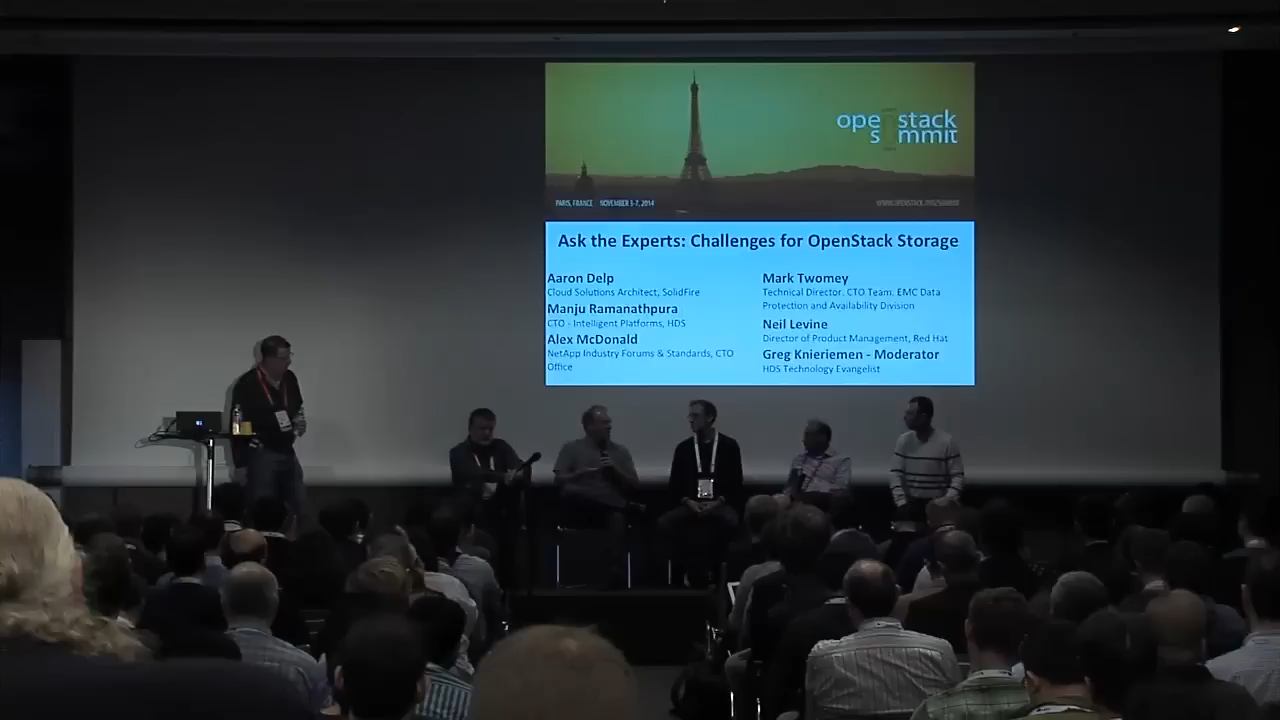 openstack
summit
PARIS, FRANCE NOVEMBER 3-7, 2014
Ask the Experts: Challenges for OpenStack Storage
Aaron Delp
Cloud Solutions Architect, SolidFire
Manju Ramanathpura
CTO - Intelligent Platforms, HDS
Alex McDonald
NetApp Industry Forums & Standards, CTO
Office
Mark Twomey
Technical Director. CTO Team. EMC Data
Protection and Availability Division
Neil Levine
Director of Product Management, Red Hat
Greg Knieriemen - Moderator
HDS Technology Evangelist